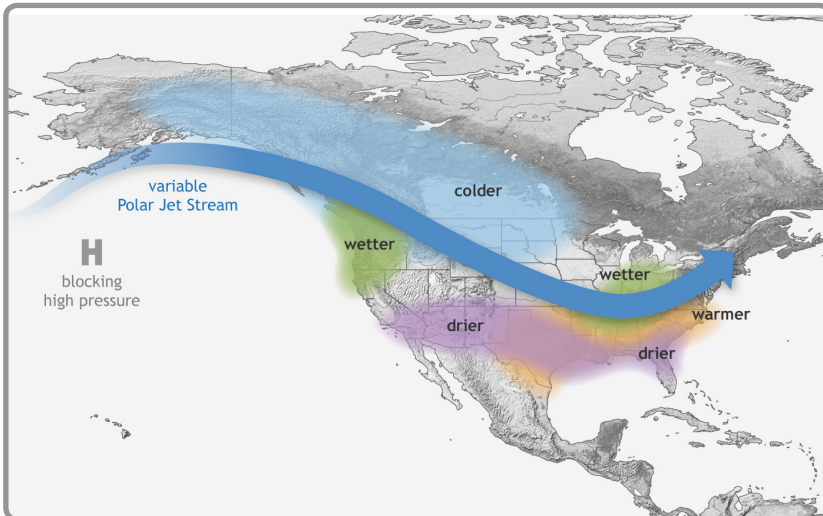 variable
Polar Jet Stream
colder
H
wetter
blocking
high pressure
wetter
warmer
drier
drier